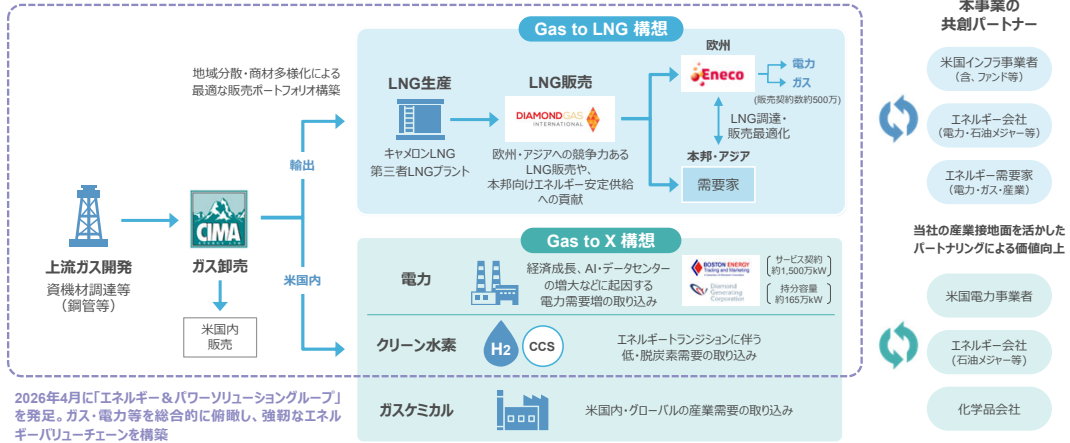 Gas to LNG 構想
地域分散・商材多様化による
最適な販売ポートフォリオ構築
LNG生産
キャメロンLNG
第三者LNGプラント
LNG販売
DIAMONDGAS
INTERNATIONAL
欧州・アジアへの競争力ある
LNG販売や、
本邦向けエネルギー安定供給
への貢献
欧州
Eneco
電力
ガス
(販売契約数約500万)
LNG調達・
販売最適化
本邦・アジア
需要家
輸出
上流ガス開発
資機材調達等
(鋼管等)
CIMA
ENERGY, LTD.
ガス卸売
米国内
販売
米国内
Gas to X 構想
電力
経済成長、AI・データセンター
の増大などに起因する
電力需要増の取り込み
BOSTON ENERGY
Trading and Marketing
サービス契約
約1,500万kW
Diamond
Generating
Corporation
持分容量
約165万kW
クリーン水素
H2
CCS
エネルギートランジションに伴う
低・脱炭素需要の取り込み
ガスケミカル
米国内・グローバルの産業需要の取り込み
2026年4月に「エネルギー&パワーソリューショングループ」
を発足。ガス・電力等を総合的に俯瞰し、強靭なエネル
ギーバリューチェーンを構築
本事業の
共創パートナー
米国インフラ事業者
(含、ファンド等)
エネルギー会社
(電力・石油メジャー等)
エネルギー需要家
(電力・ガス・産業)
当社の産業接地面を活かした
パートナリングによる価値向上
米国電力事業者
エネルギー会社
(石油メジャー等)
化学品会社